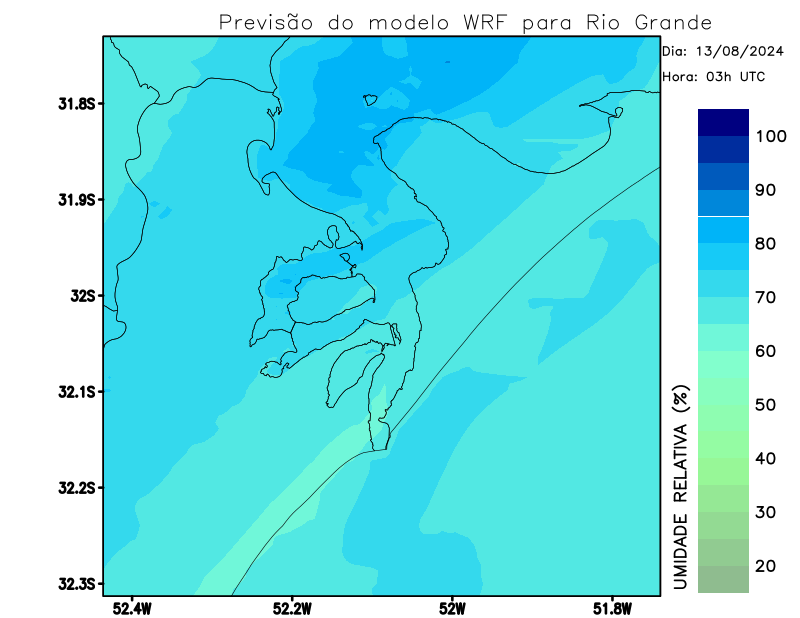 Previsão do modelo WRF para Rio Grande
Dia: 13/08/2024
Hora: 03h UTC
31.8S
31.9S
32S
32.1S
32.2S
32.3S
52.4W
52.2W
52W
51.8W
100
90
80
70
60
50
40
30
20
UMIDADE RELATIVA (%)